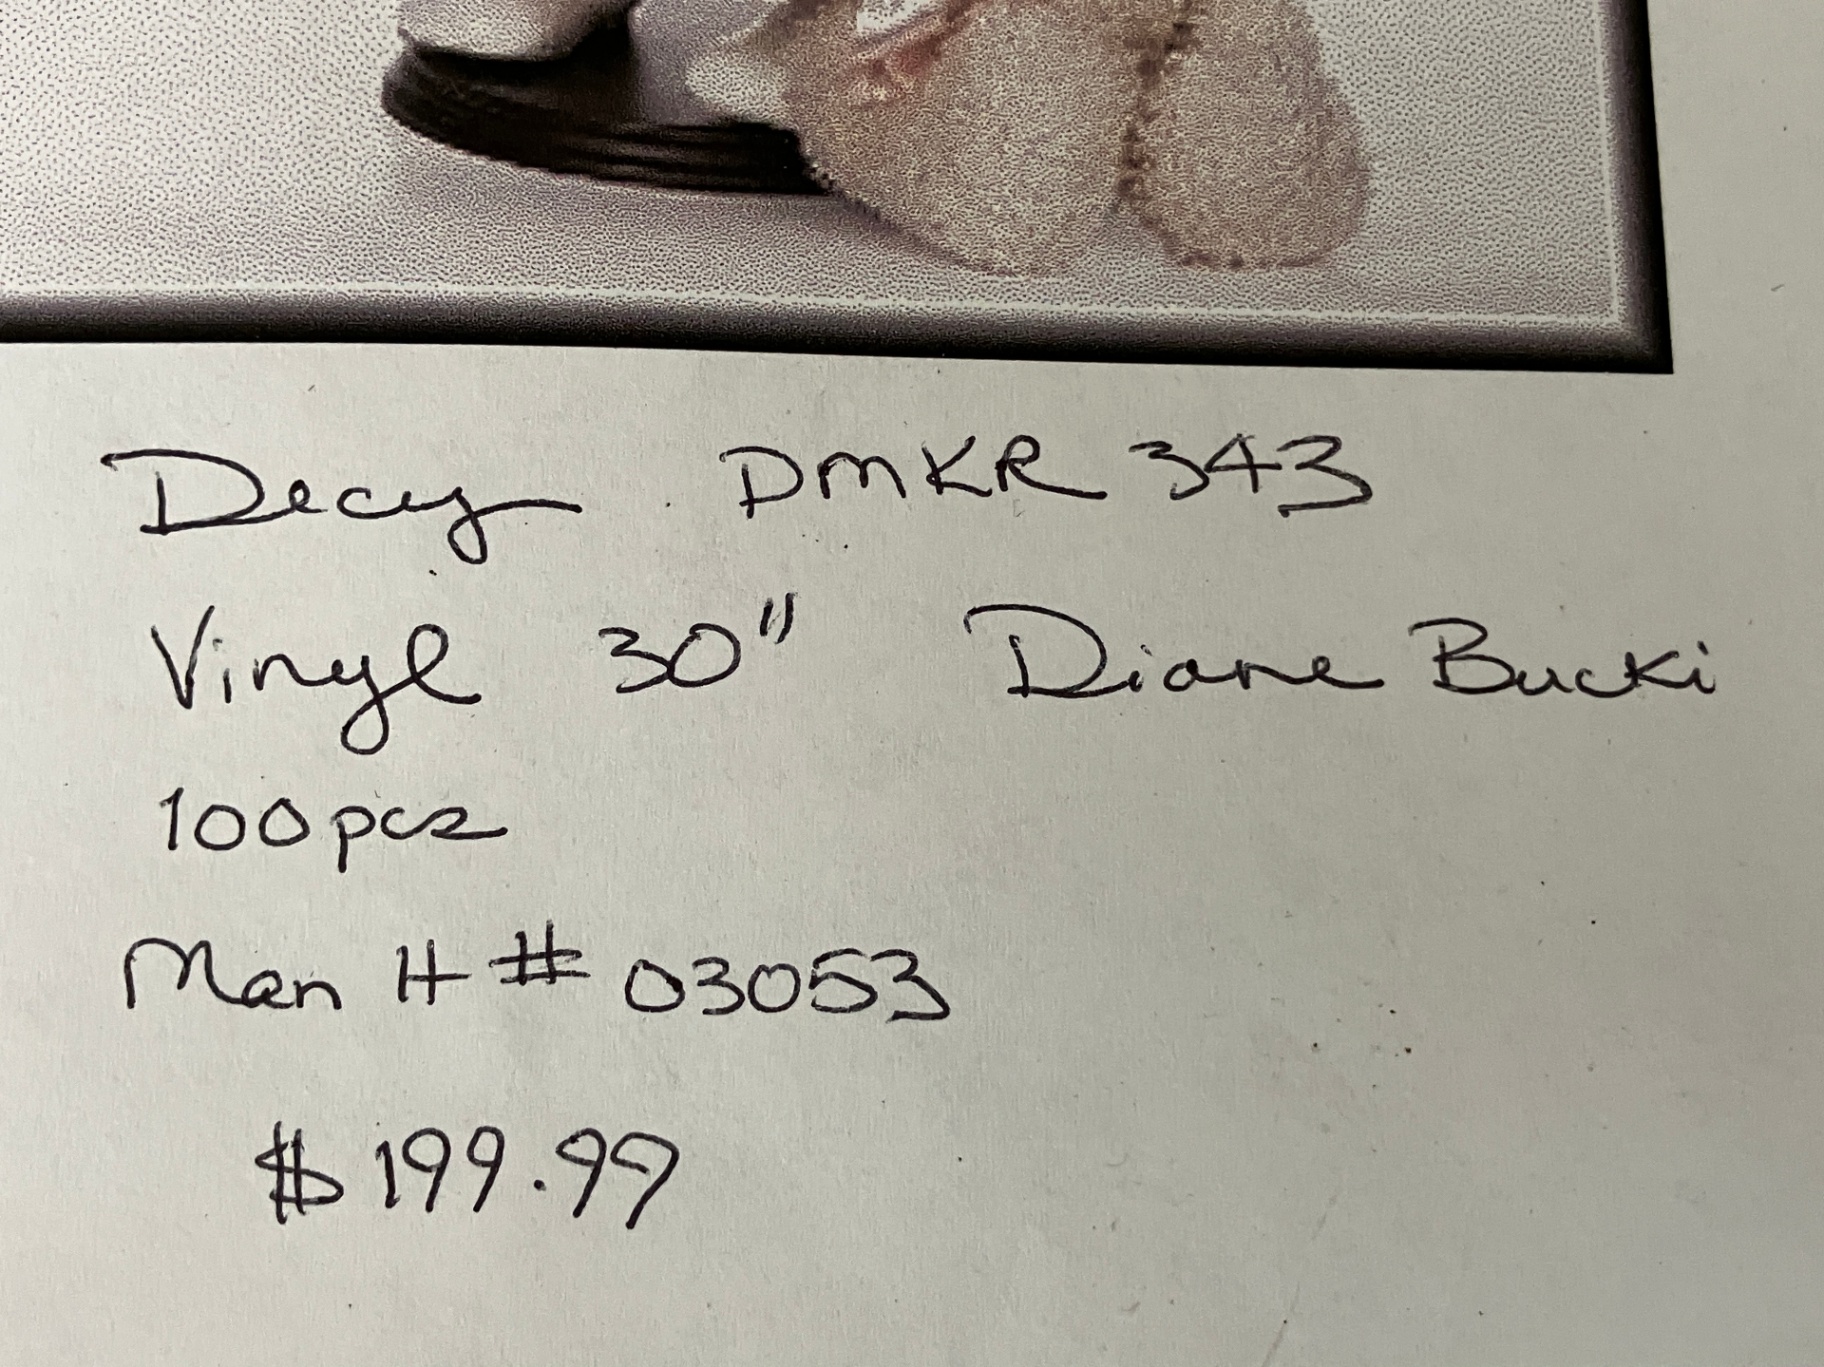 Decy DMKR 343
Vinyl 30" Diane Bucki
100 pcs
Man H # 03053
$199.99